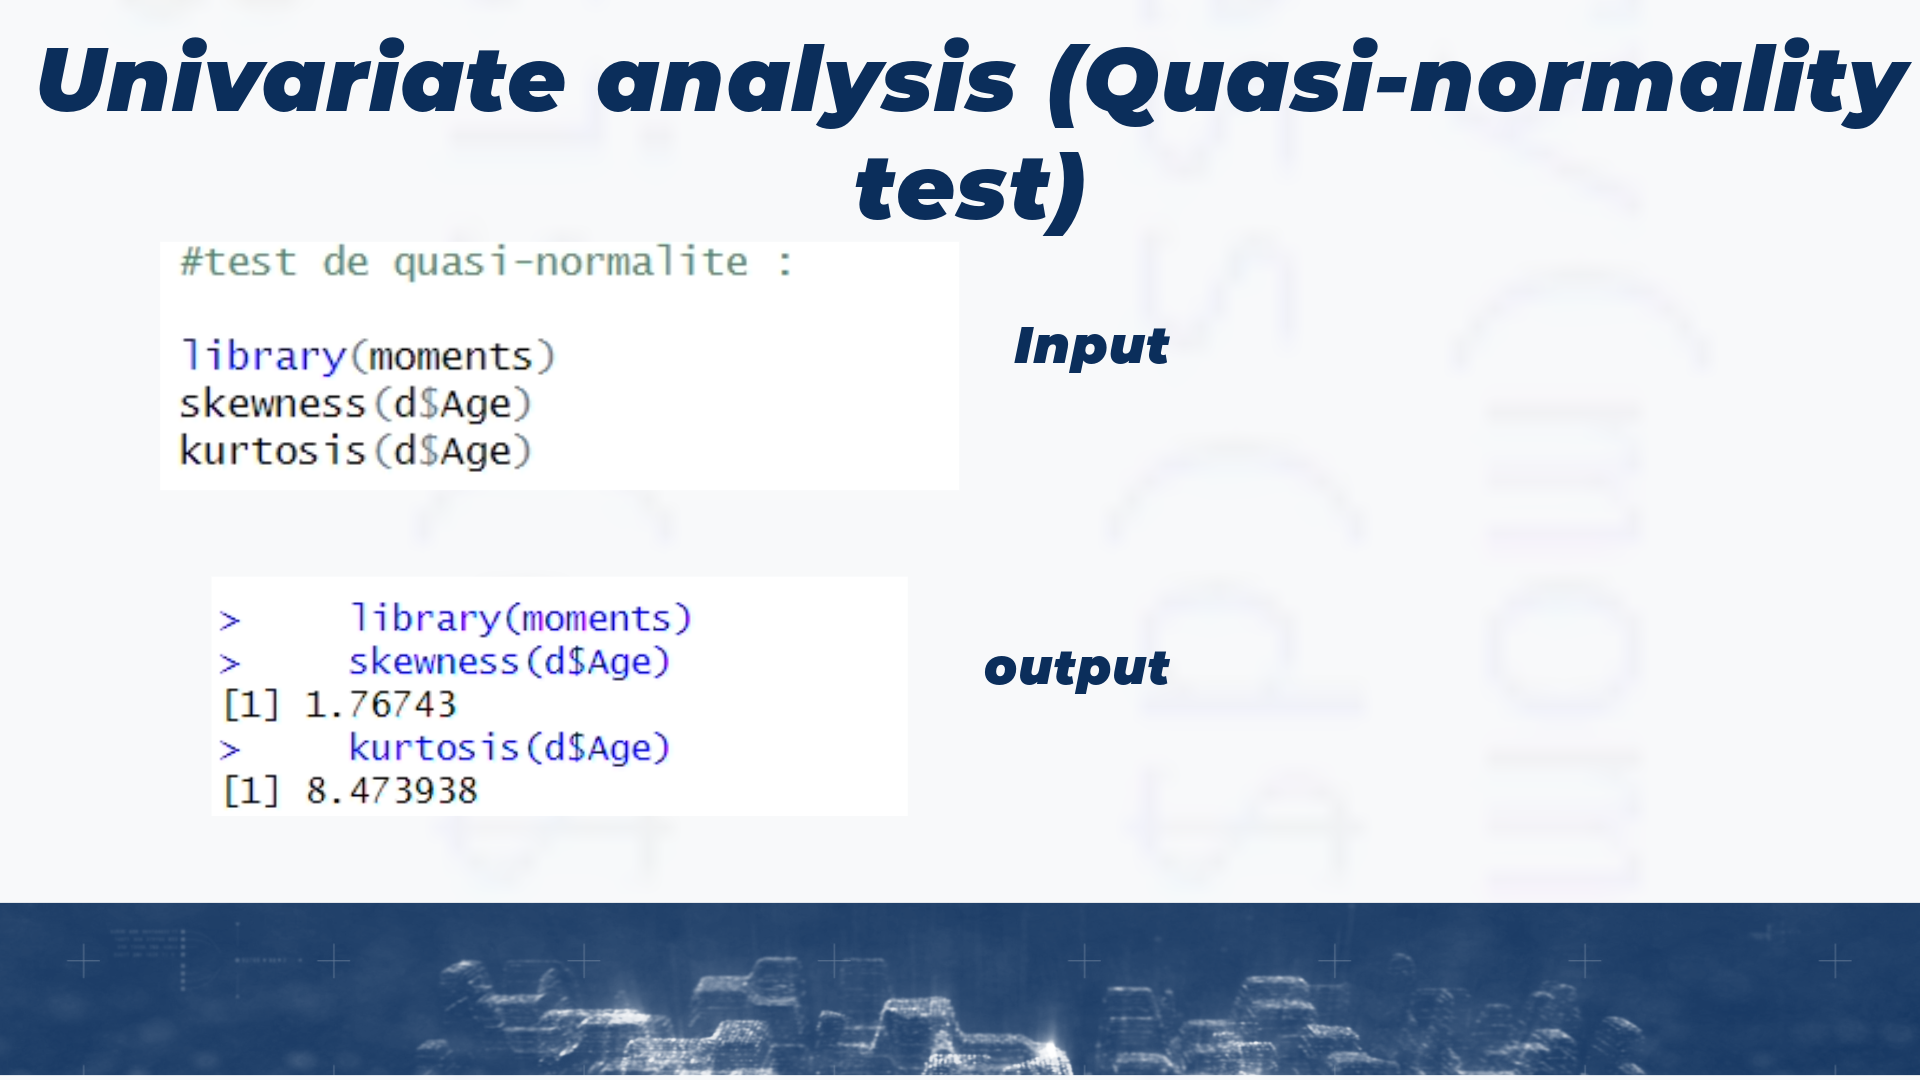 Univariate analysis (Quasi-normality
test)
#test de quasi-normalite :
library(moments)
skewness(d$Age)
kurtosis(d$Age)
Input
>     library(moments)
>     skewness(d$Age)
[1] 1.76743
>     kurtosis(d$Age)
[1] 8.473938
output